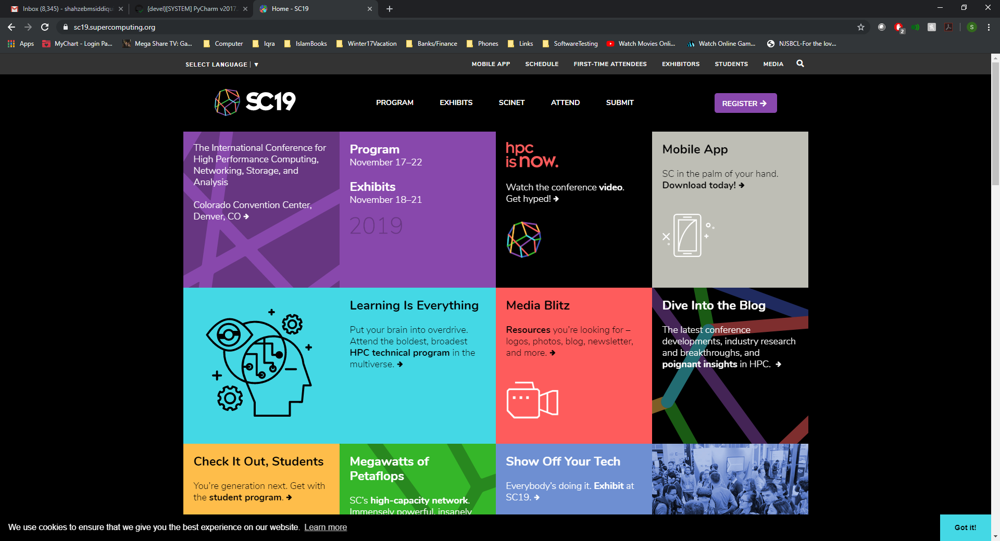 Inbox (8,345) - shahzebmsiddiqu
{devel}[SYSTEM] PyCharm v2017.
Home - SC19
sc19.supercomputing.org
S
2
Apps
MyChart - Login Pa...
Mega Share TV: Ga...
Computer
Iqra
IslamBooks
Winter17Vacation
Banks/Finance
Phones
Links
SoftwareTesting
Watch Movies Onli...
Watch Online Gam...
NJSBCL-For the lov...
SELECT LANGUAGE
MOBILE APP
SCHEDULE
FIRST-TIME ATTENDEES
EXHIBITORS
STUDENTS
MEDIA
SC19
PROGRAM
EXHIBITS
SCINET
ATTEND
SUBMIT
REGISTER
The International Conference for
High Performance Computing,
Networking, Storage, and
Analysis
Colorado Convention Center,
Denver, CO
Program
November 17–22
Exhibits
November 18–21
2019
hpc
is now.
Watch the conference video.
Get hyped!
Mobile App
SC in the palm of your hand.
Download today!
Learning Is Everything
Put your brain into overdrive.
Attend the boldest, broadest
HPC technical program in the
multiverse.
Media Blitz
Resources you're looking for –
logos, photos, blog, newsletter,
and more.
Dive Into the Blog
The latest conference
developments, industry research
and breakthroughs, and
poignant insights in HPC.
Check It Out, Students
You're generation next. Get with
the student program.
Megawatts of
Petaflops
SC's high-capacity network.
Immensely powerful, insanely
Show Off Your Tech
Everybody's doing it. Exhibit at
SC19.
We use cookies to ensure that we give you the best experience on our website. Learn more
Got it!